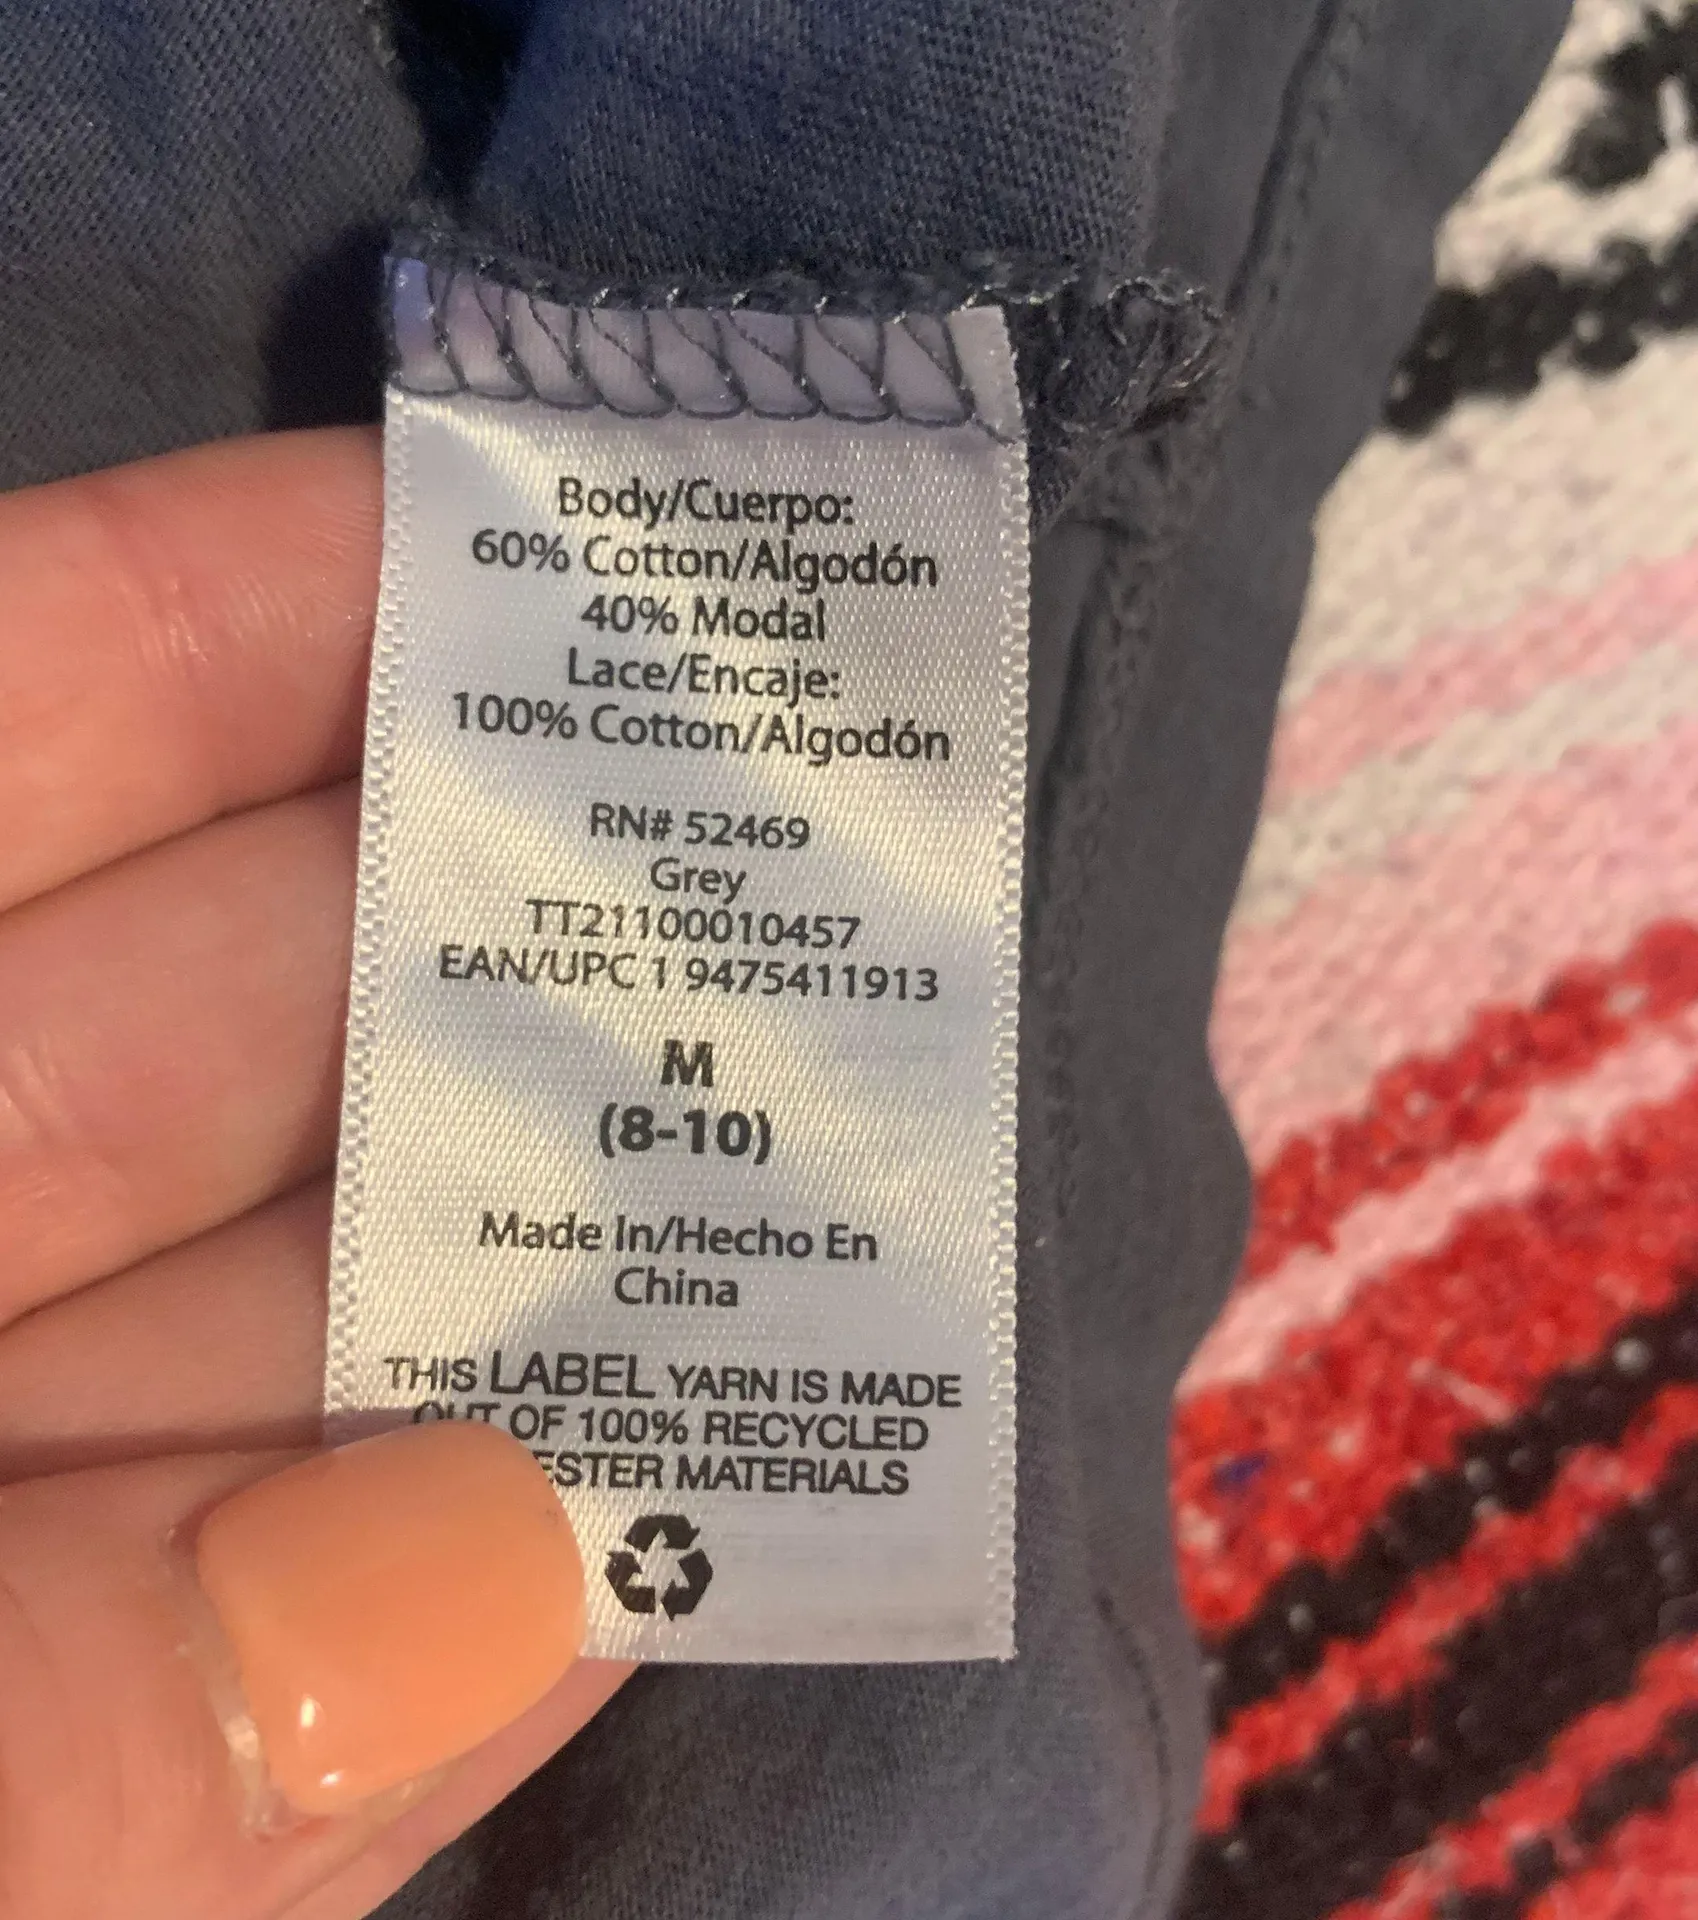 Body/Cuerpo:
60% Cotton/Algodón
40% Modal
Lace/Encaje:
100% Cotton/Algodón
RN# 52469
Grey
TT21100010457
EAN/UPC 1 9475411913
M
(8-10)
Made In/Hecho En
China
THIS LABEL YARN IS MADE
OUT OF 100% RECYCLED
ESTER MATERIALS